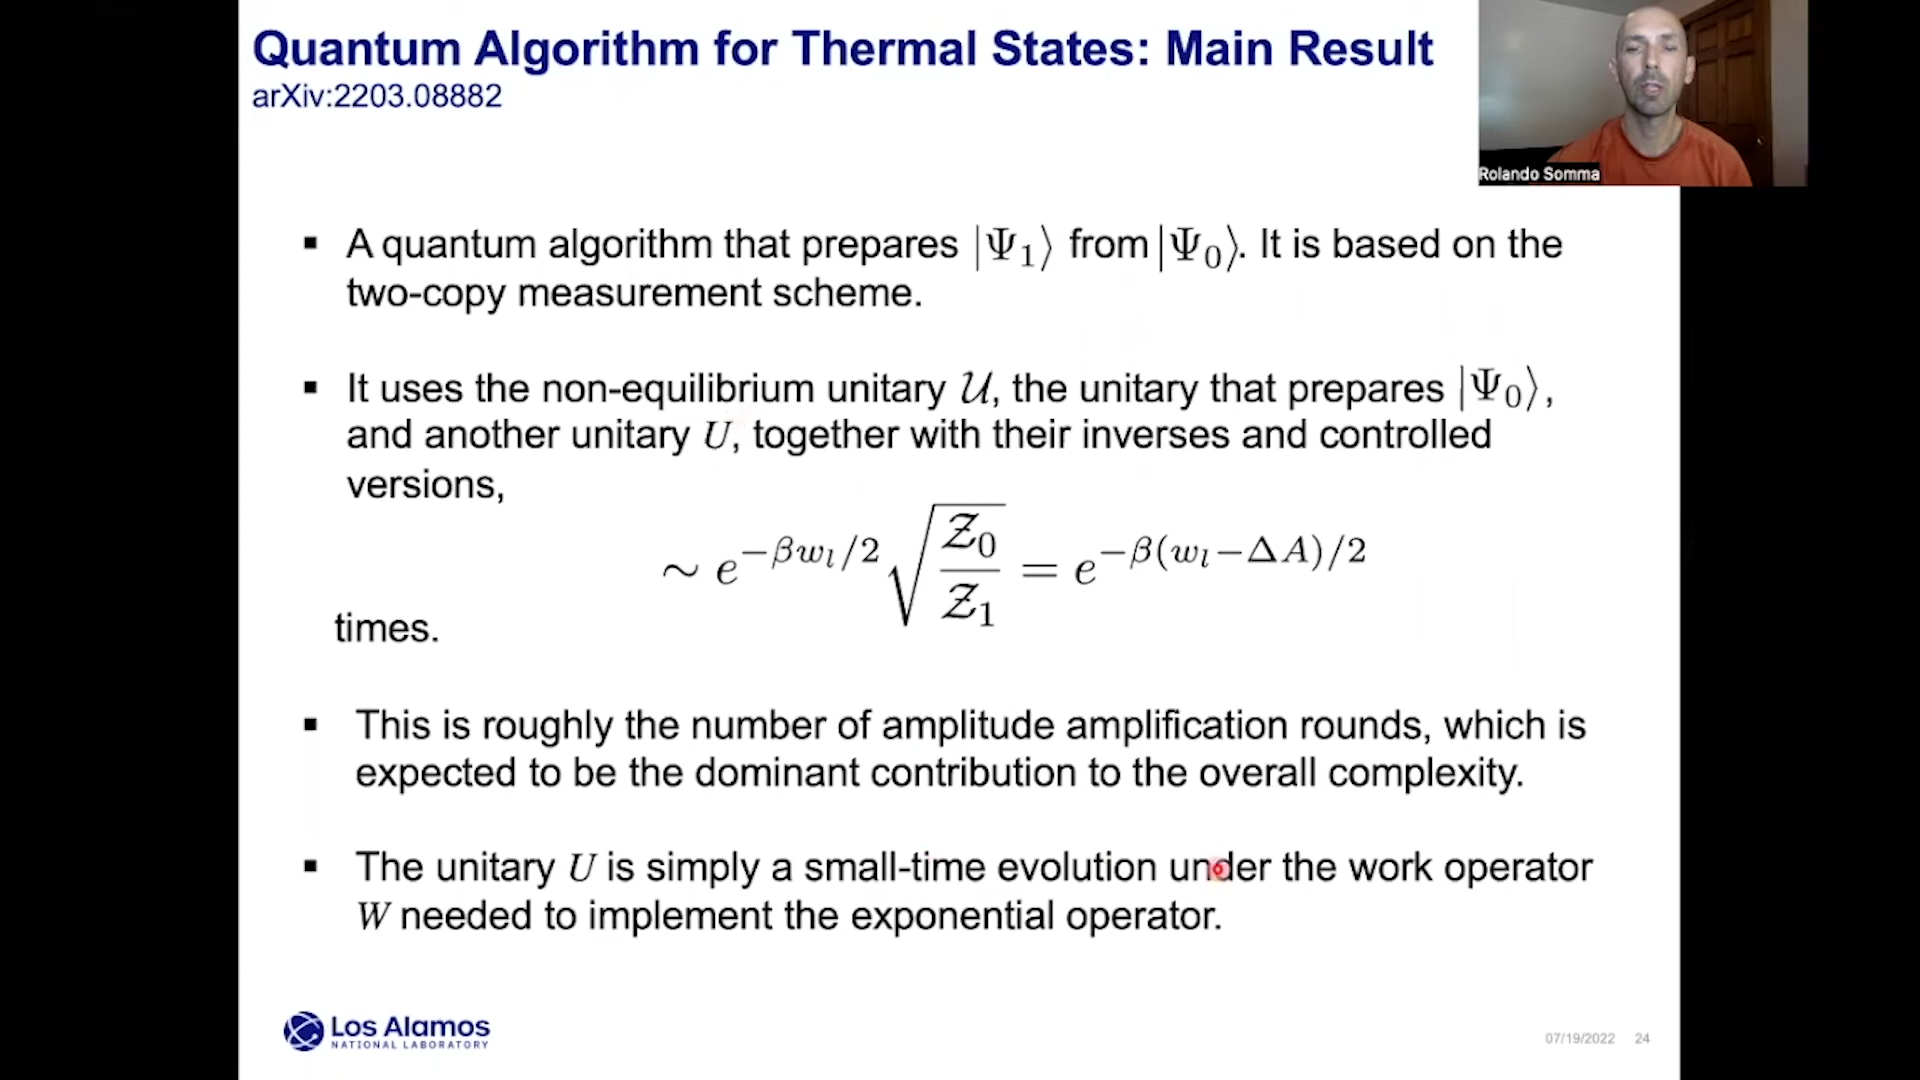 Quantum Algorithm for Thermal States: Main Result
arXiv:2203.08882
Rolando Somma
▪ A quantum algorithm that prepares |Ψ₁⟩ from |Ψ₀⟩. It is based on the
two-copy measurement scheme.
▪ It uses the non-equilibrium unitary 𝒰, the unitary that prepares |Ψ₀⟩,
and another unitary U, together with their inverses and controlled
versions,
∼ e^{−βw_l/2} √(𝒵₀/𝒵₁) = e^{−β(w_l−ΔA)/2}
times.
▪ This is roughly the number of amplitude amplification rounds, which is
expected to be the dominant contribution to the overall complexity.
▪ The unitary U is simply a small-time evolution under the work operator
W needed to implement the exponential operator.
Los Alamos
NATIONAL LABORATORY
07/19/2022 24